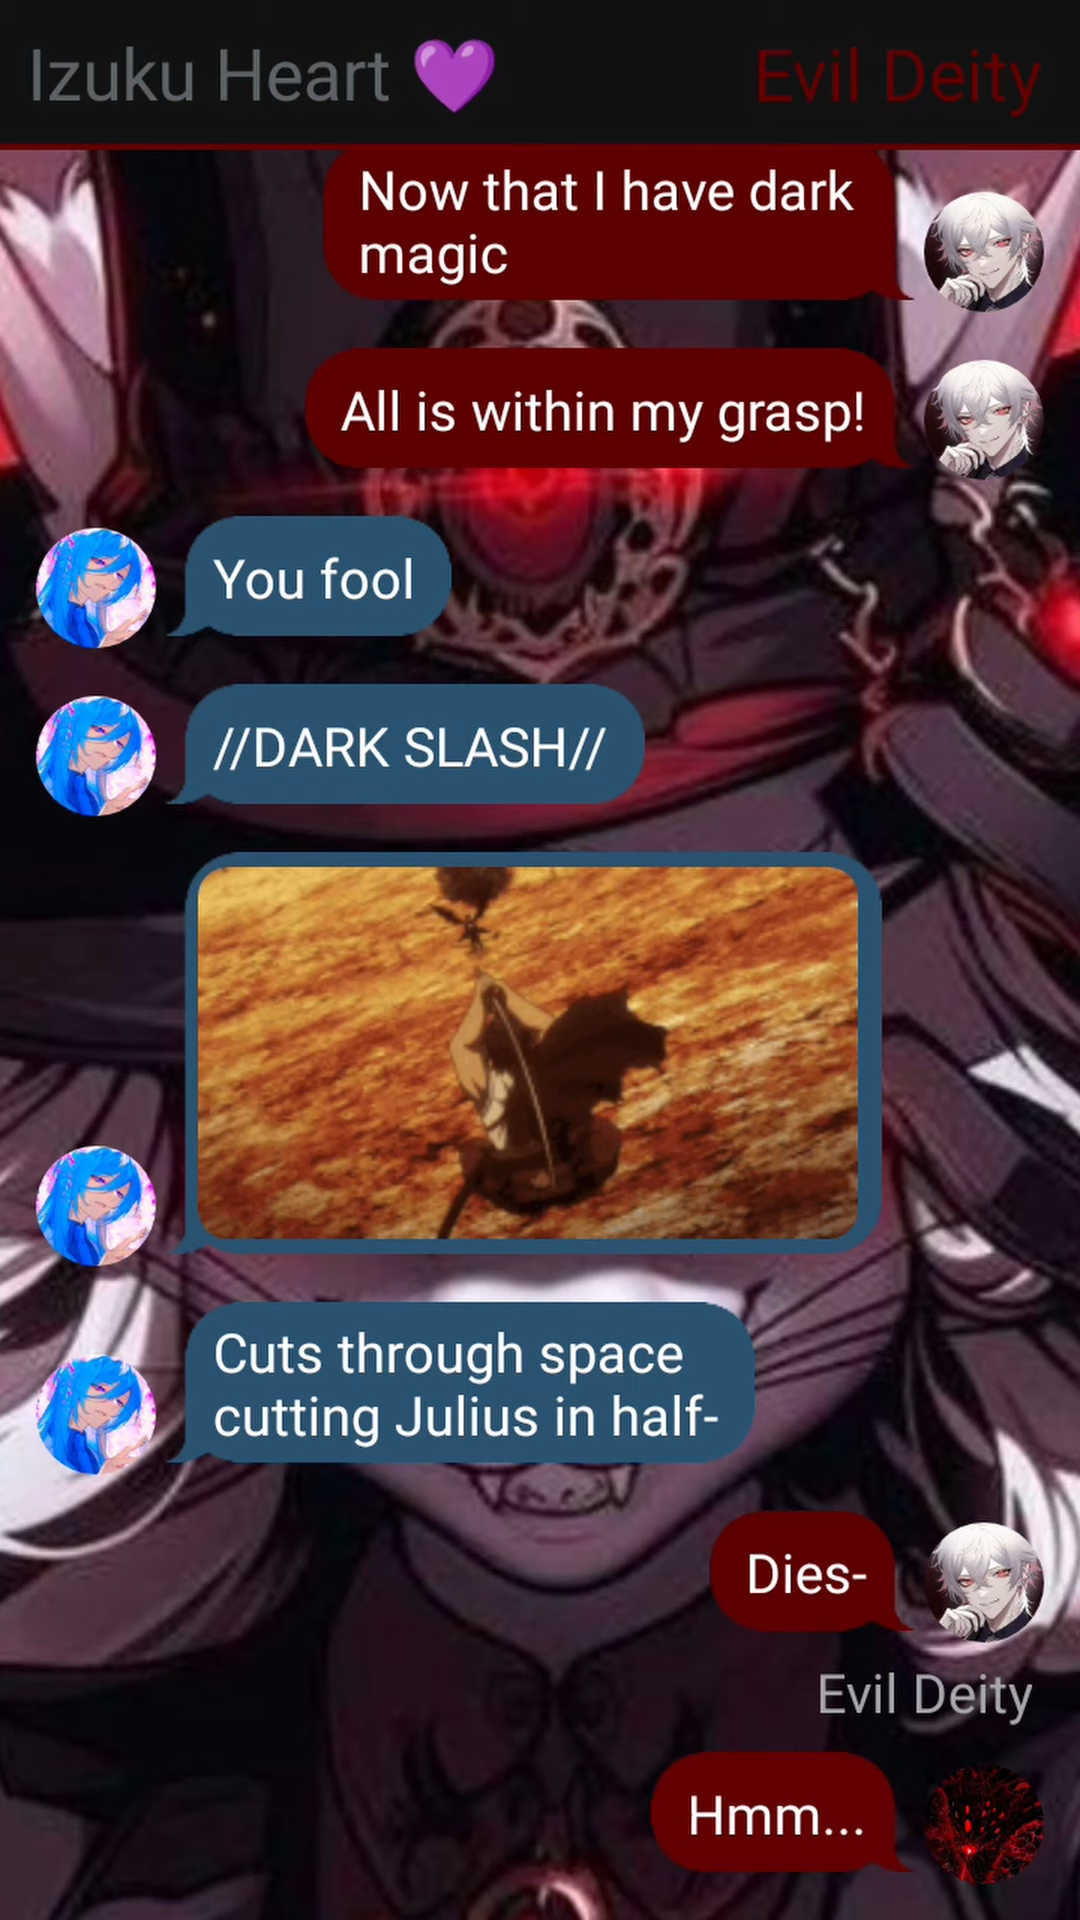 Izuku Heart 💜 Evil Deity
Now that I have dark
magic
All is within my grasp!
You fool
//DARK SLASH//
Cuts through space
cutting Julius in half-
Dies-
Evil Deity
Hmm...